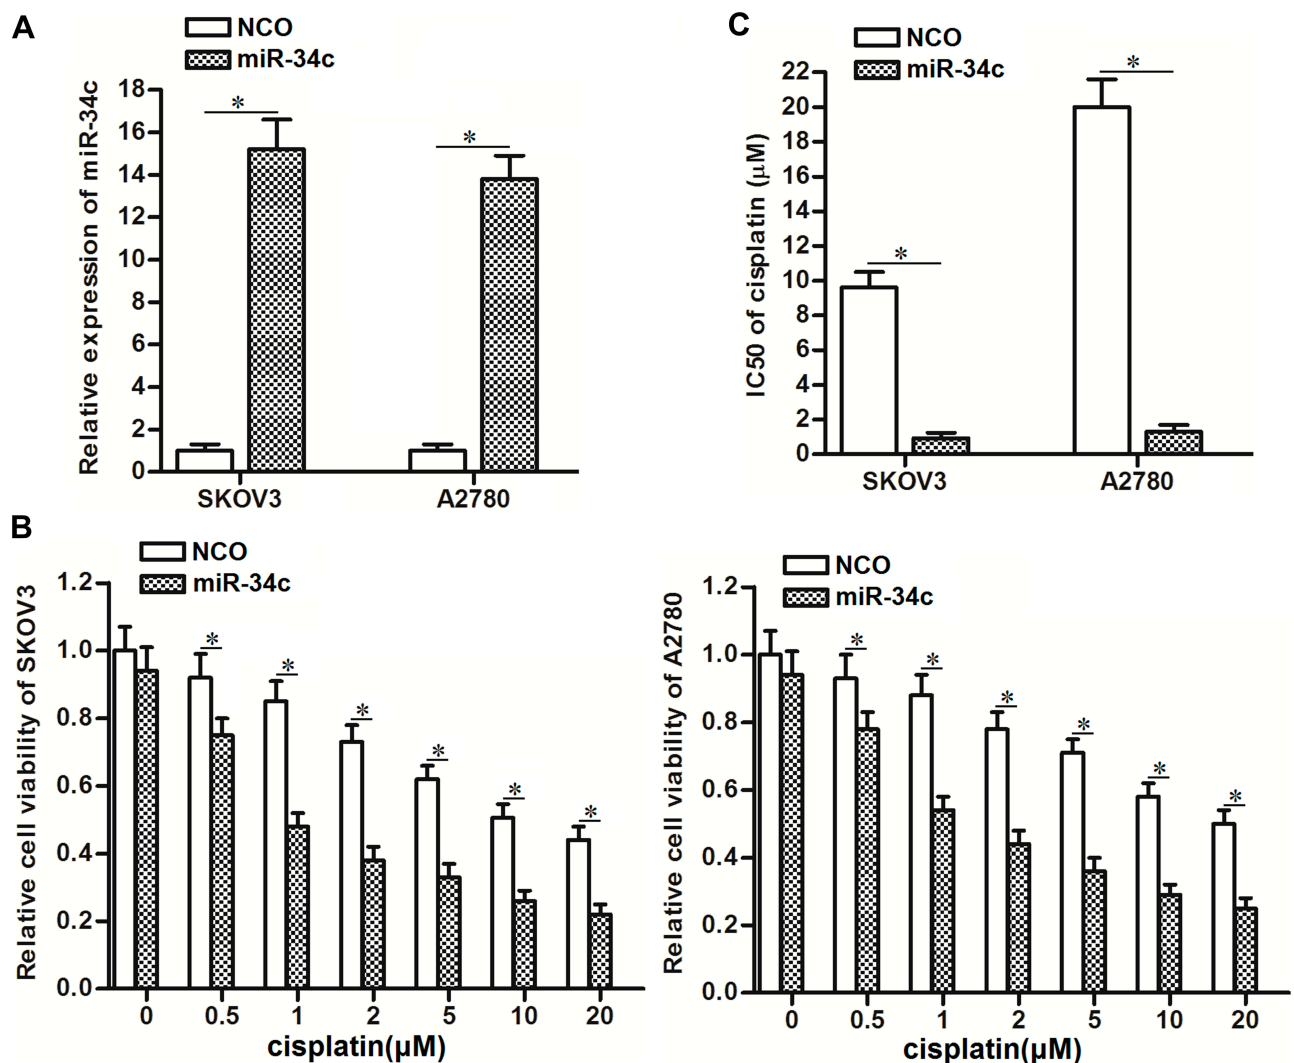 A
NCO
miR-34c
Relative expression of miR-34c
18
16
14
12
10
8
6
4
2
0
*
*
SKOV3
A2780
C
NCO
miR-34c
IC50 of cisplatin (μM)
22
20
18
16
14
12
10
8
6
4
2
0
*
*
SKOV3
A2780
B
NCO
miR-34c
Relative cell viability of SKOV3
1.2
1.0
0.8
0.6
0.4
0.2
0.0
* * * * * *
0 0.5 1 2 5 10 20
cisplatin(μM)
NCO
miR-34c
Relative cell viability of A2780
1.2
1.0
0.8
0.6
0.4
0.2
0.0
* * * * * *
0 0.5 1 2 5 10 20
cisplatin(μM)